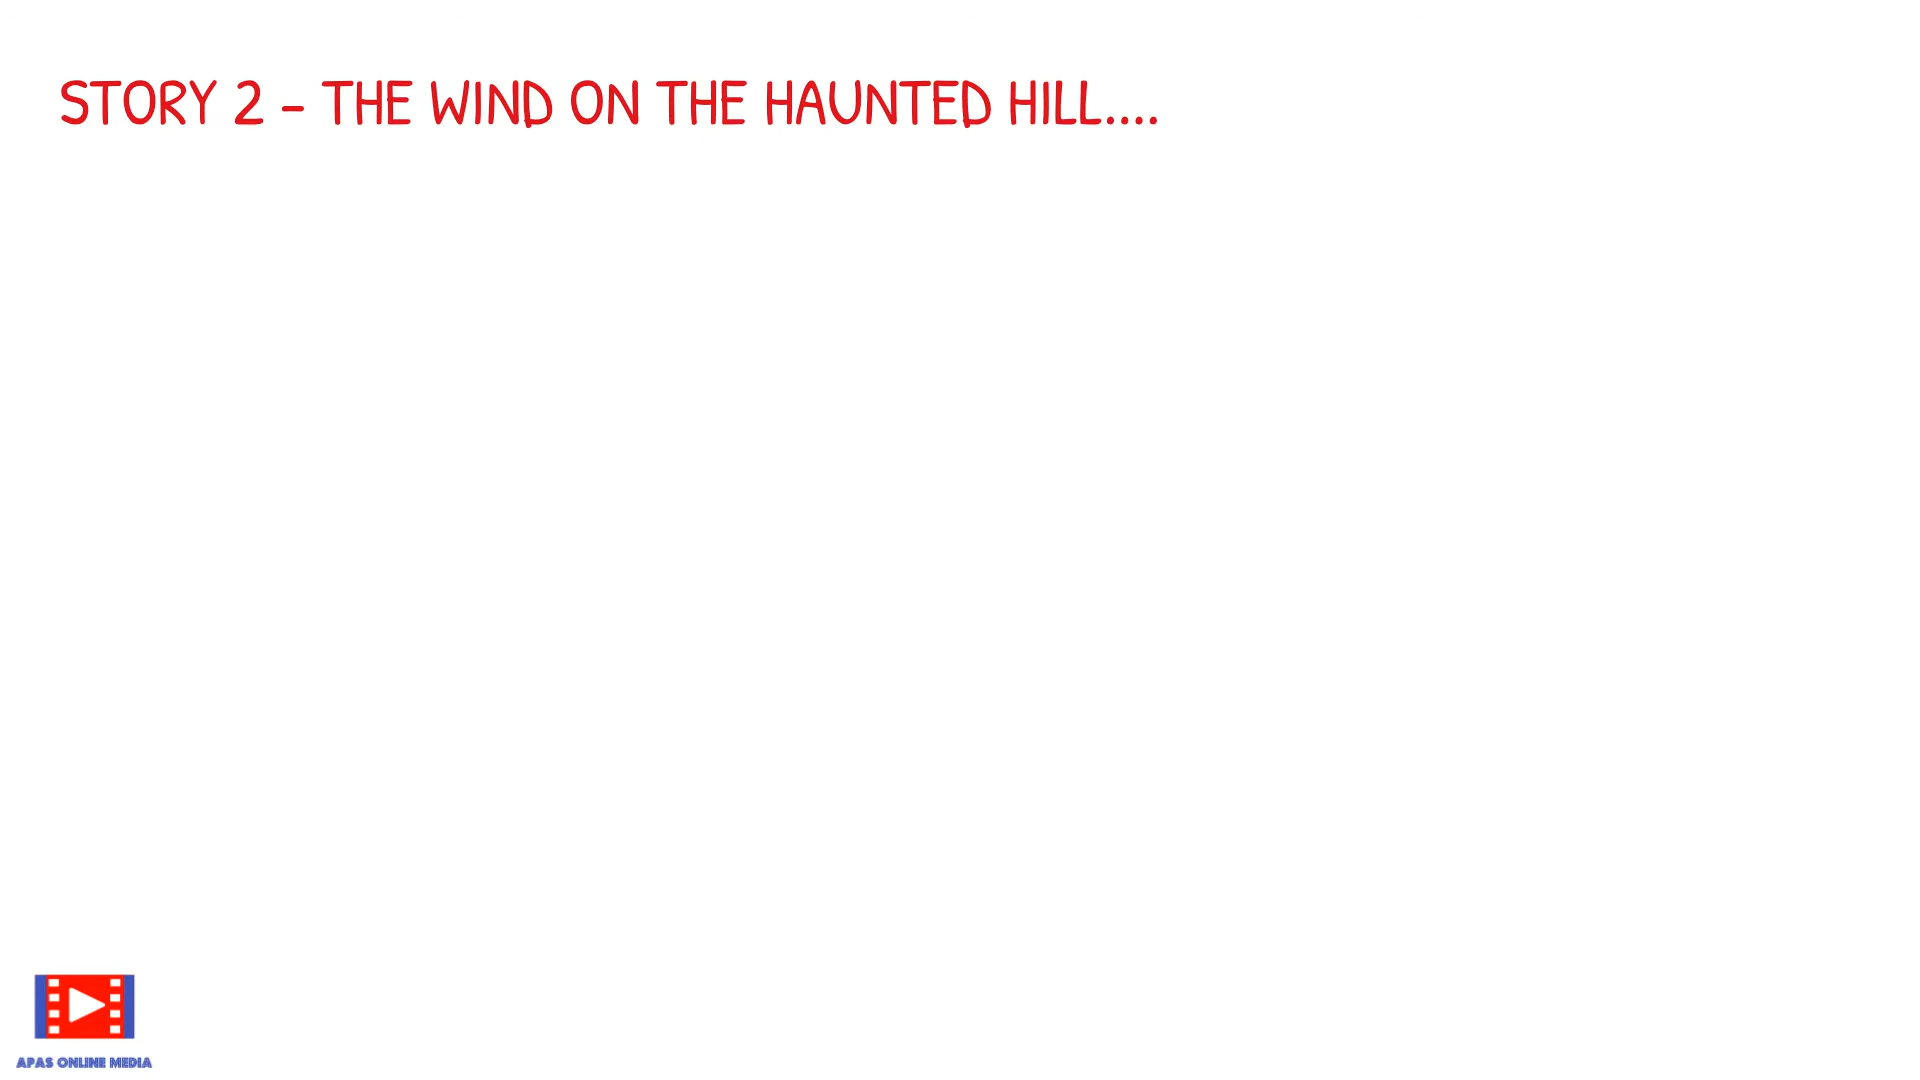 STORY 2 - THE WIND ON THE HAUNTED HILL....
APAS ONLINE MEDIA